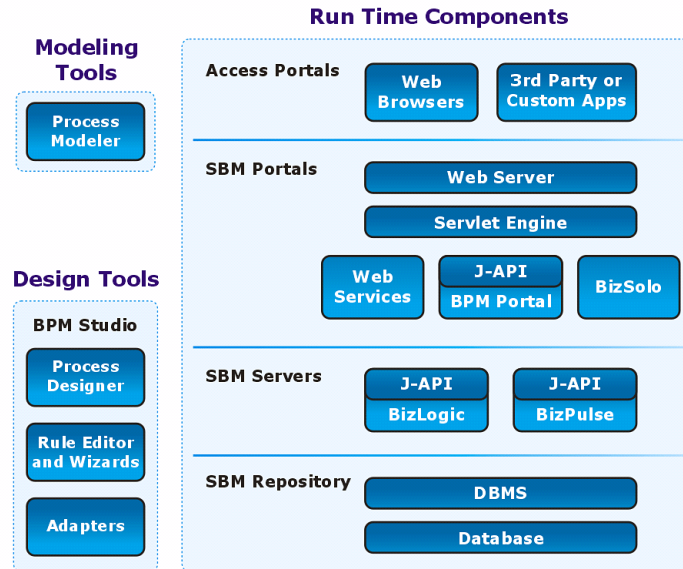 Run Time Components
Modeling
Tools
Process
Modeler
Design Tools
BPM Studio
Process
Designer
Rule Editor
and Wizards
Adapters
Access Portals
Web
Browsers
3rd Party or
Custom Apps
SBM Portals
Web Server
Servlet Engine
Web
Services
J-API
BPM Portal
BizSolo
SBM Servers
J-API
BizLogic
J-API
BizPulse
SBM Repository
DBMS
Database